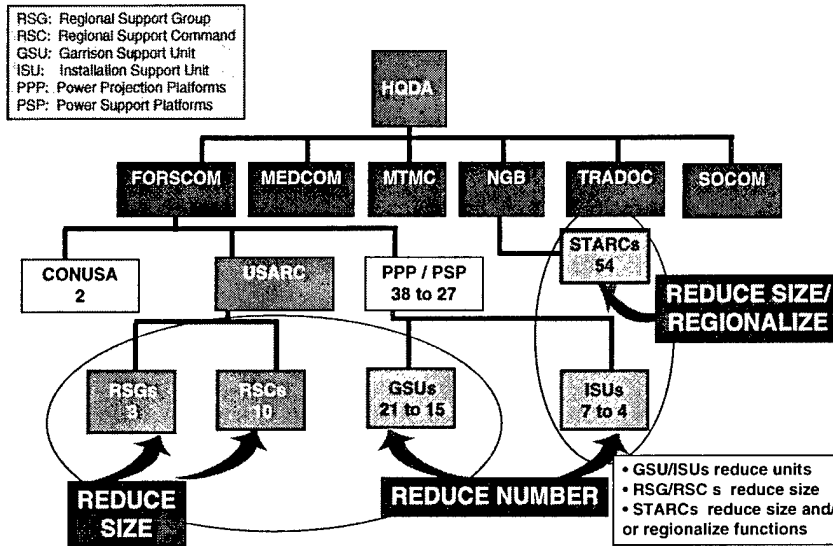 RSG: Regional Support Group
RSC: Regional Support Command
GSU: Garrison Support Unit
ISU: Installation Support Unit
PPP: Power Projection Platforms
PSP: Power Support Platforms
HQDA
FORSCOM
MEDCOM
MTMC
NGB
TRADOC
SOCOM
STARCs
54
CONUSA
2
USARC
PPP / PSP
38 to 27
REDUCE SIZE/
REGIONALIZE
RSGs
3
RSCs
10
GSUs
21 to 15
ISUs
7 to 4
REDUCE
SIZE
REDUCE NUMBER
• GSU/ISUs reduce units
• RSG/RSC s reduce size
• STARCs reduce size and/
or regionalize functions